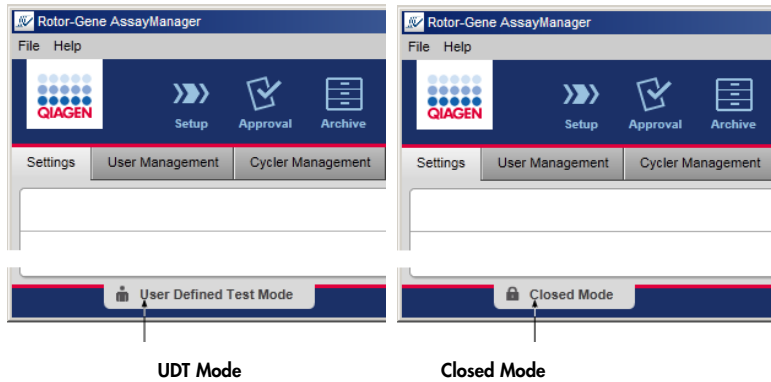 Rotor-Gene AssayManager
File Help
QIAGEN
Setup Approval Archive
Settings User Management Cycler Management
User Defined Test Mode
UDT Mode
Rotor-Gene AssayManager
File Help
QIAGEN
Setup Approval Archive
Settings User Management Cycler Management
Closed Mode
Closed Mode